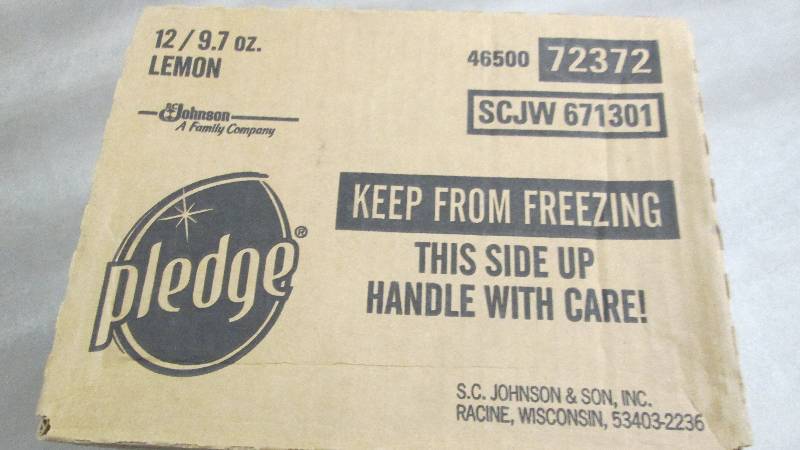 12 / 9.7 oz.
LEMON
46500 72372
SCJW 671301
SC Johnson
A Family Company
pledge®
KEEP FROM FREEZING
THIS SIDE UP
HANDLE WITH CARE!
S.C. JOHNSON & SON, INC.
RACINE, WISCONSIN, 53403-2236